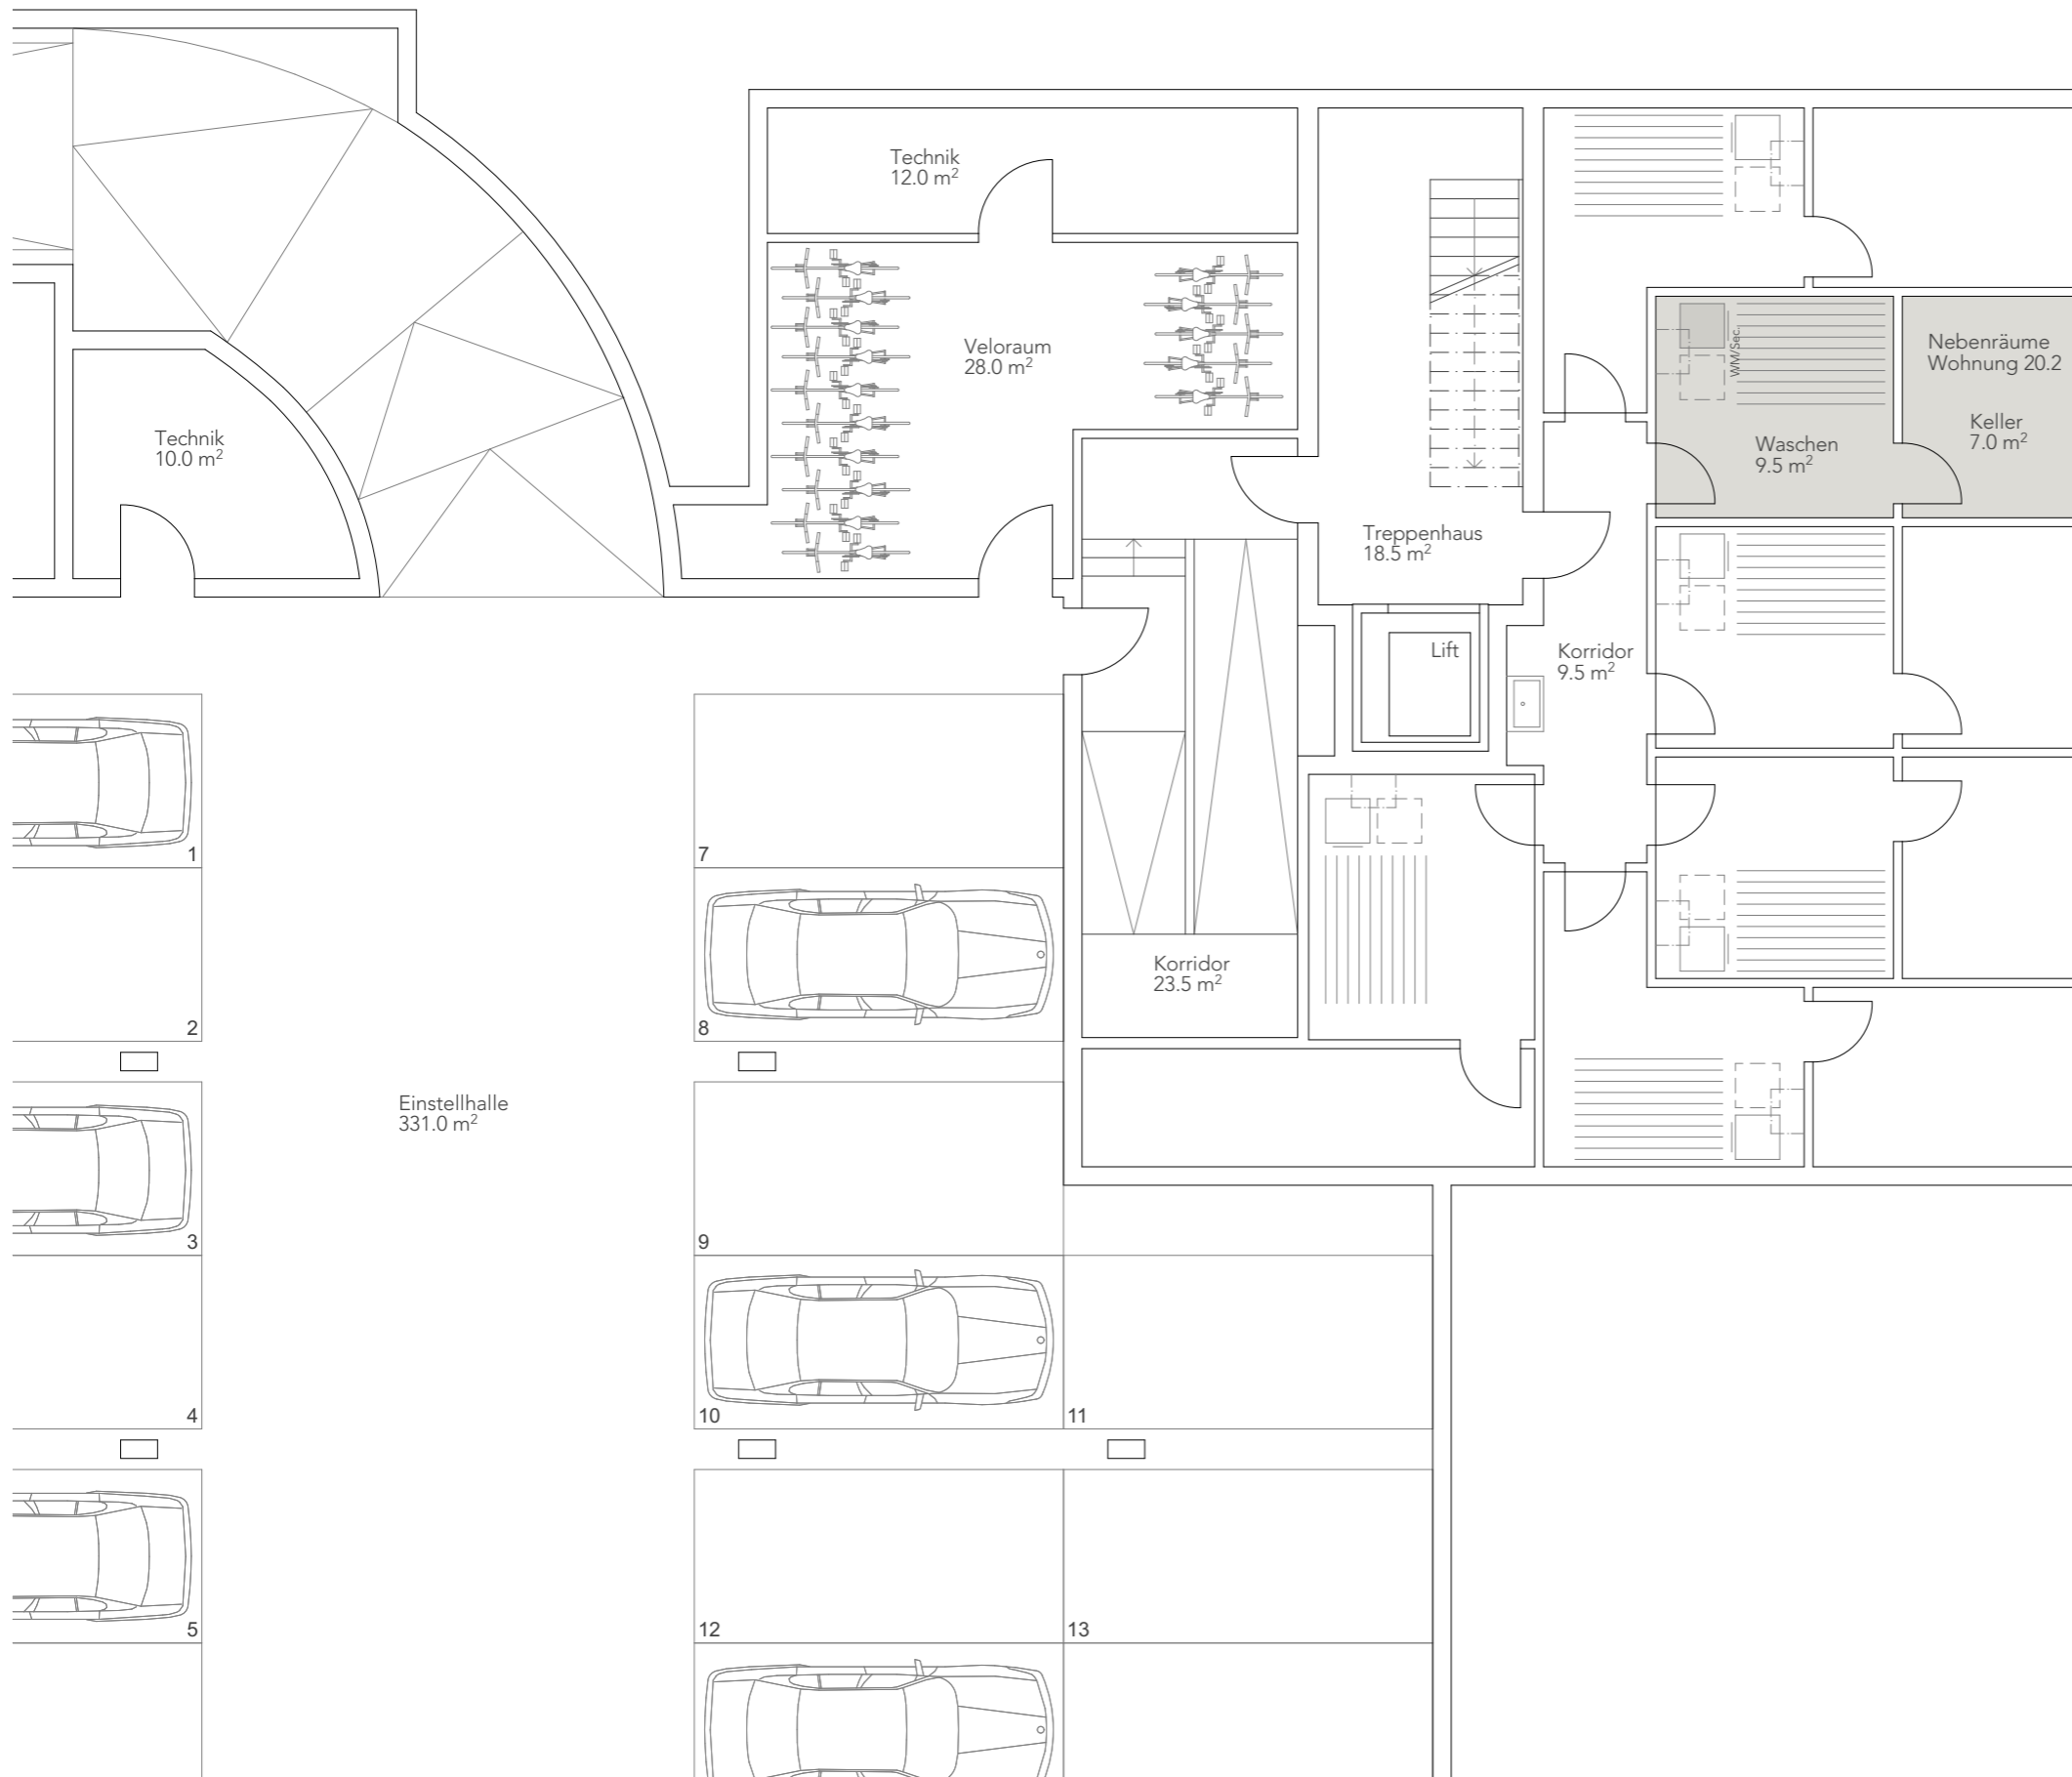 Technik
12.0 m²
Veloraum
28.0 m²
WM/Sec.
Nebenräume
Wohnung 20.2
Keller
7.0 m²
Waschen
9.5 m²
Technik
10.0 m²
Treppenhaus
18.5 m²
Lift
Korridor
9.5 m²
1
7
2
8
Korridor
23.5 m²
Einstellhalle
331.0 m²
3
9
4
10
11
5
12
13